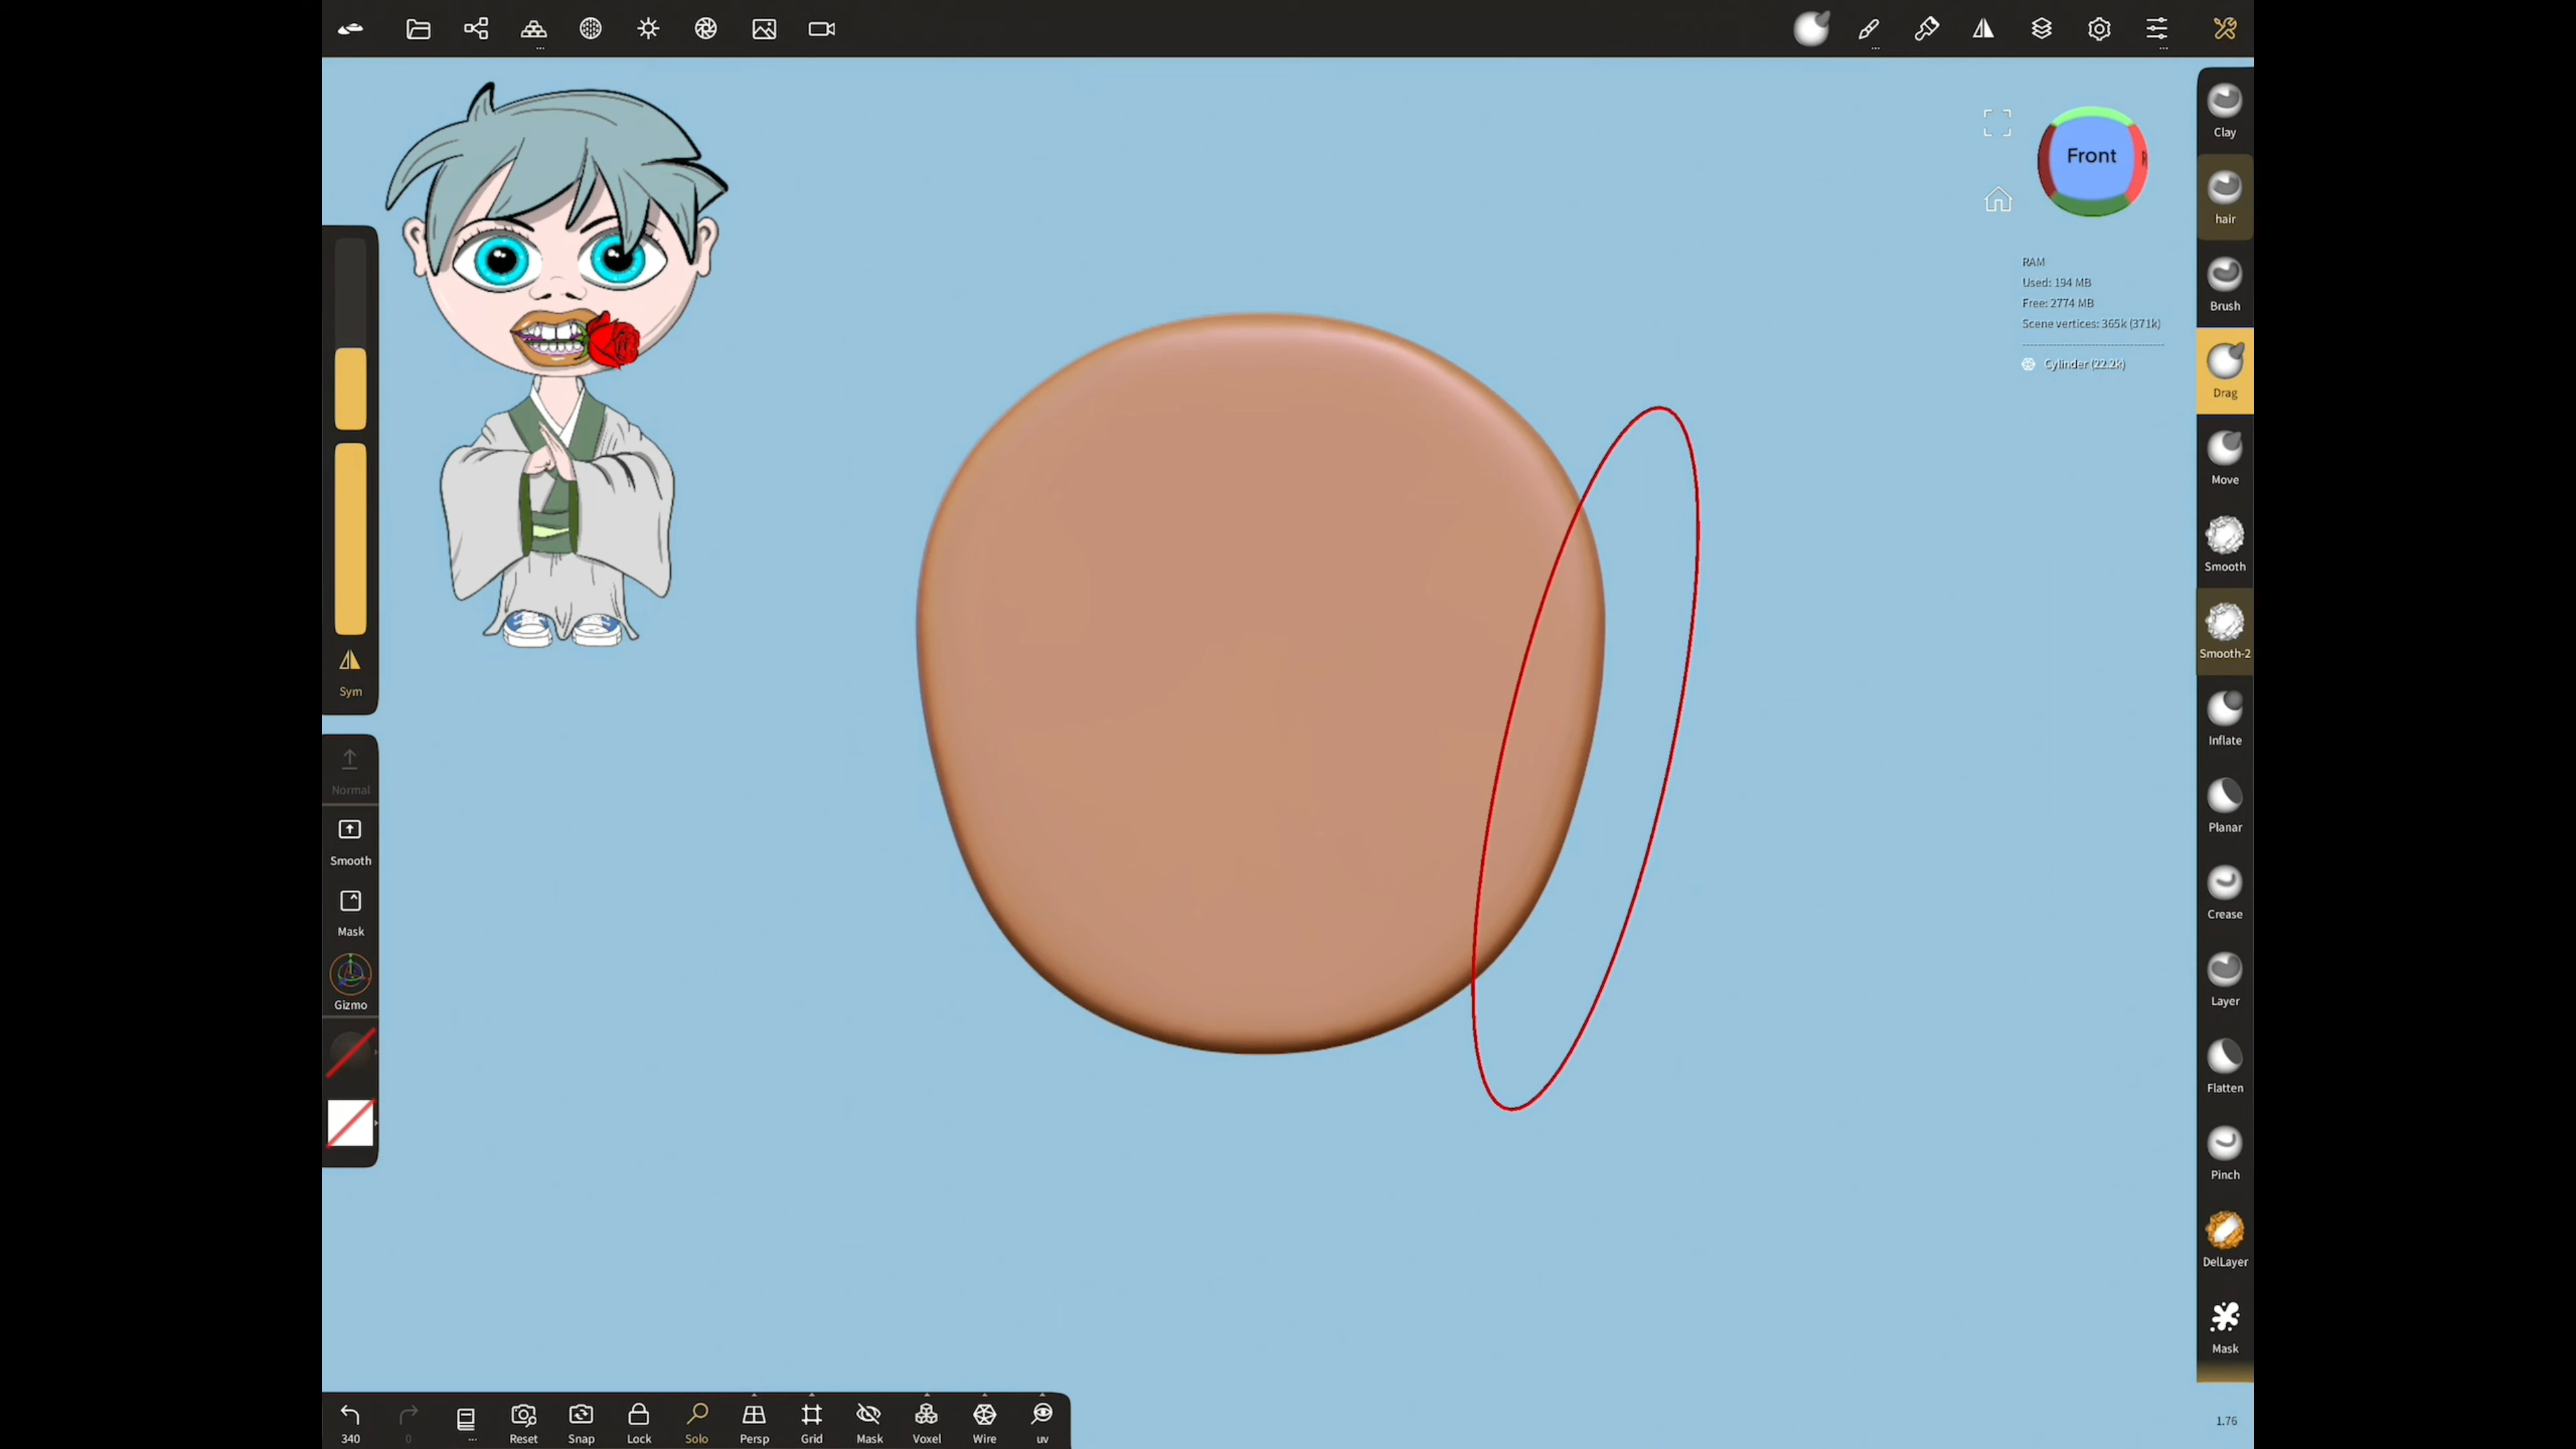 Front
R
RAM
Used: 194 MB
Free: 2774 MB
Scene vertices: 365k (371k)
Cylinder (22.2k)
Clay
hair
Brush
Drag
Move
Smooth
Smooth-2
Inflate
Planar
Crease
Layer
Flatten
Pinch
DelLayer
Mask
1.76
Sym
Normal
Smooth
Mask
Gizmo
340
0
...
Reset
Snap
Lock
Solo
Persp
Grid
Mask
Voxel
Wire
uv